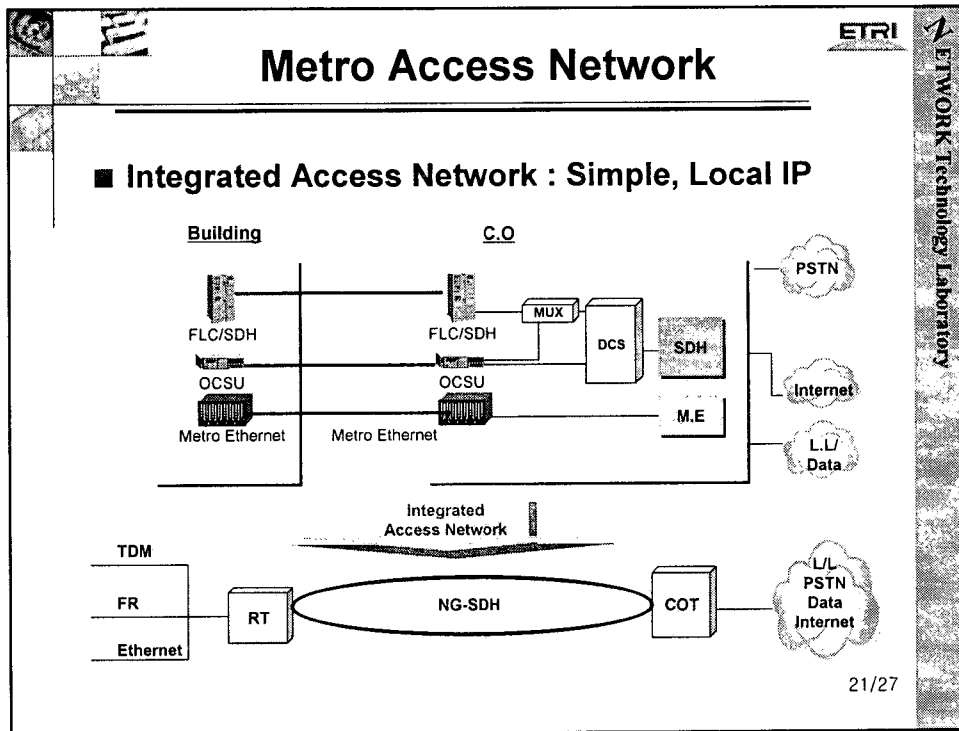 ETRI
Metro Access Network
NETWORK Technology Laboratory
■ Integrated Access Network : Simple, Local IP
Building
C.O
PSTN
FLC/SDH
FLC/SDH
MUX
DCS
SDH
OCSU
OCSU
Internet
Metro Ethernet
Metro Ethernet
M.E
L.L/
Data
Integrated
Access Network
TDM
FR
Ethernet
RT
NG-SDH
COT
L/L
PSTN
Data
Internet
21/27